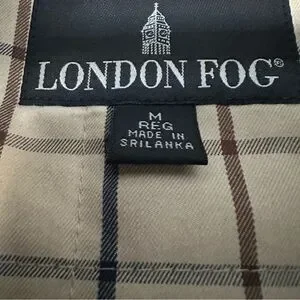 LONDON FOG®
M
REG
MADE IN
SRILANKA